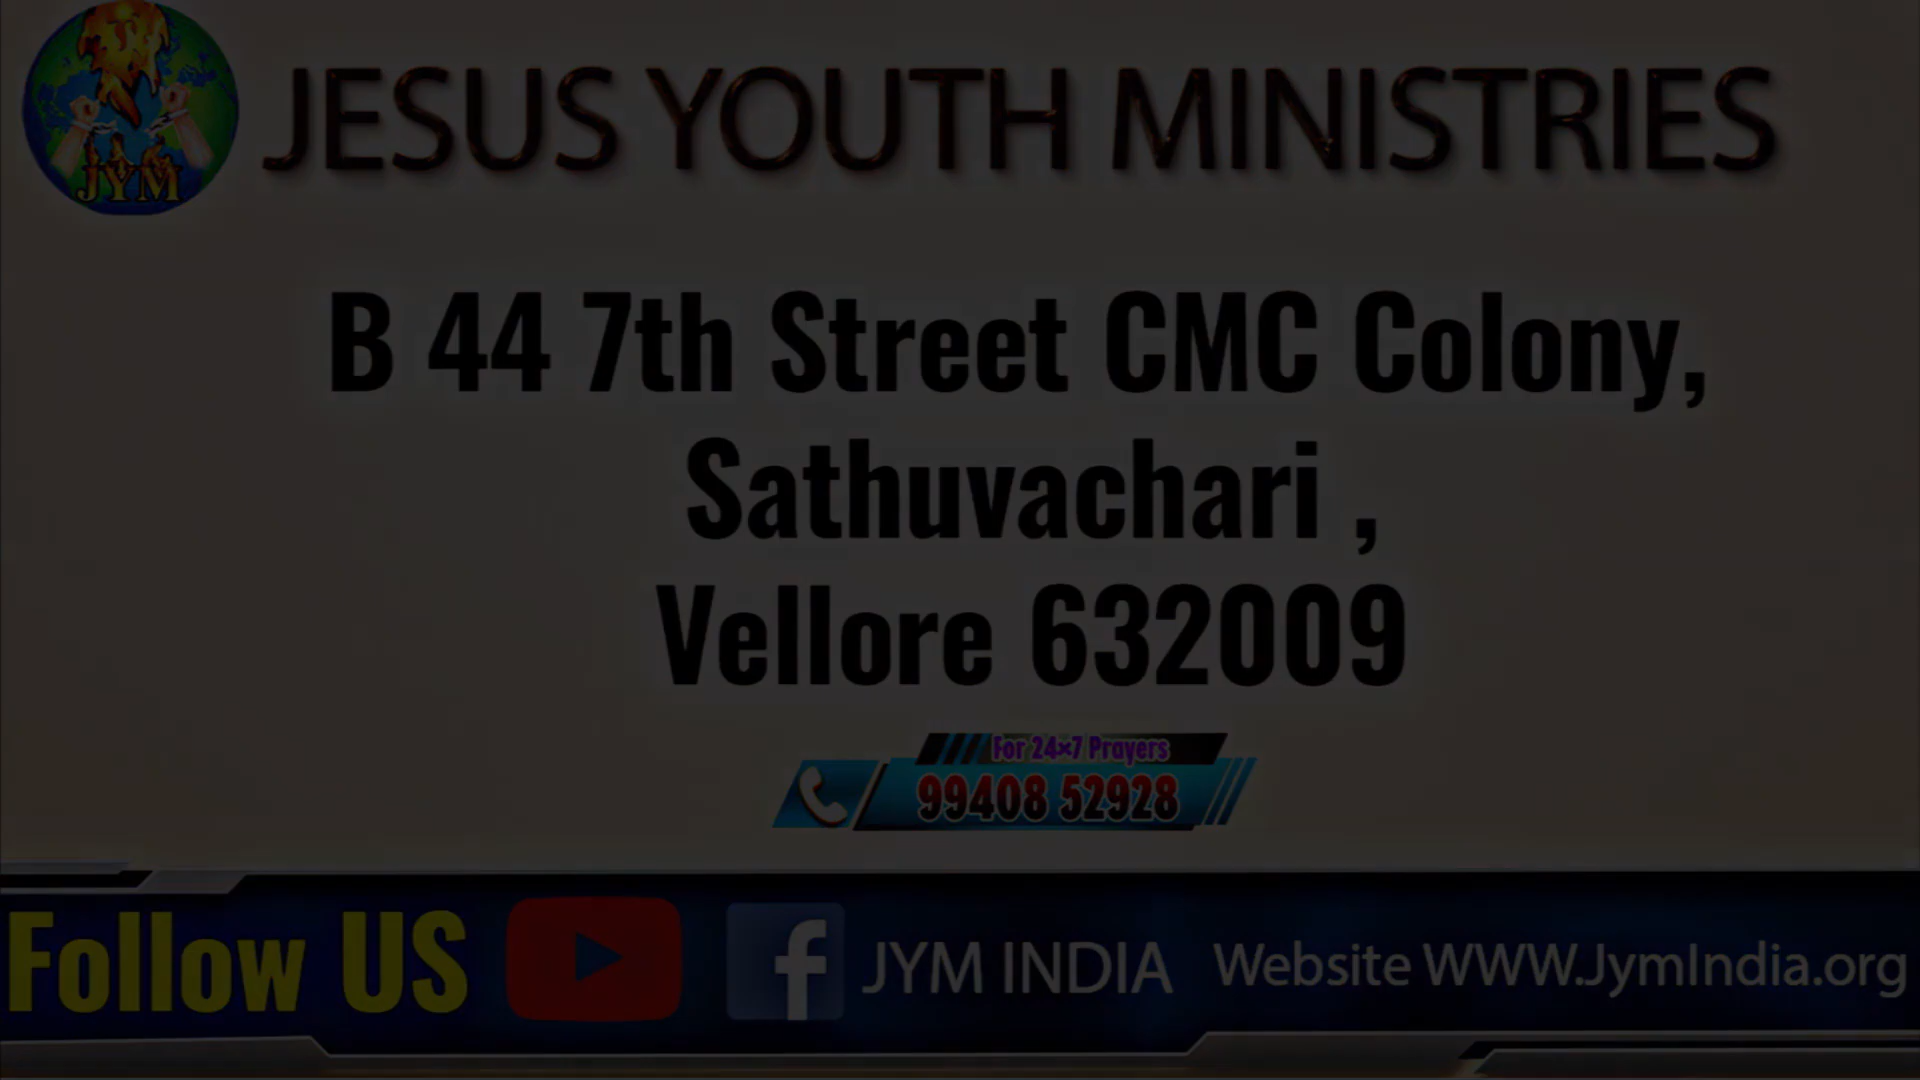 JYM
JESUS YOUTH MINISTRIES
B 44 7th Street CMC Colony,
Sathuvachari ,
Vellore 632009
For 24×7 Prayers
99408 52928
Follow US
JYM INDIA
Website WWW.JymIndia.org